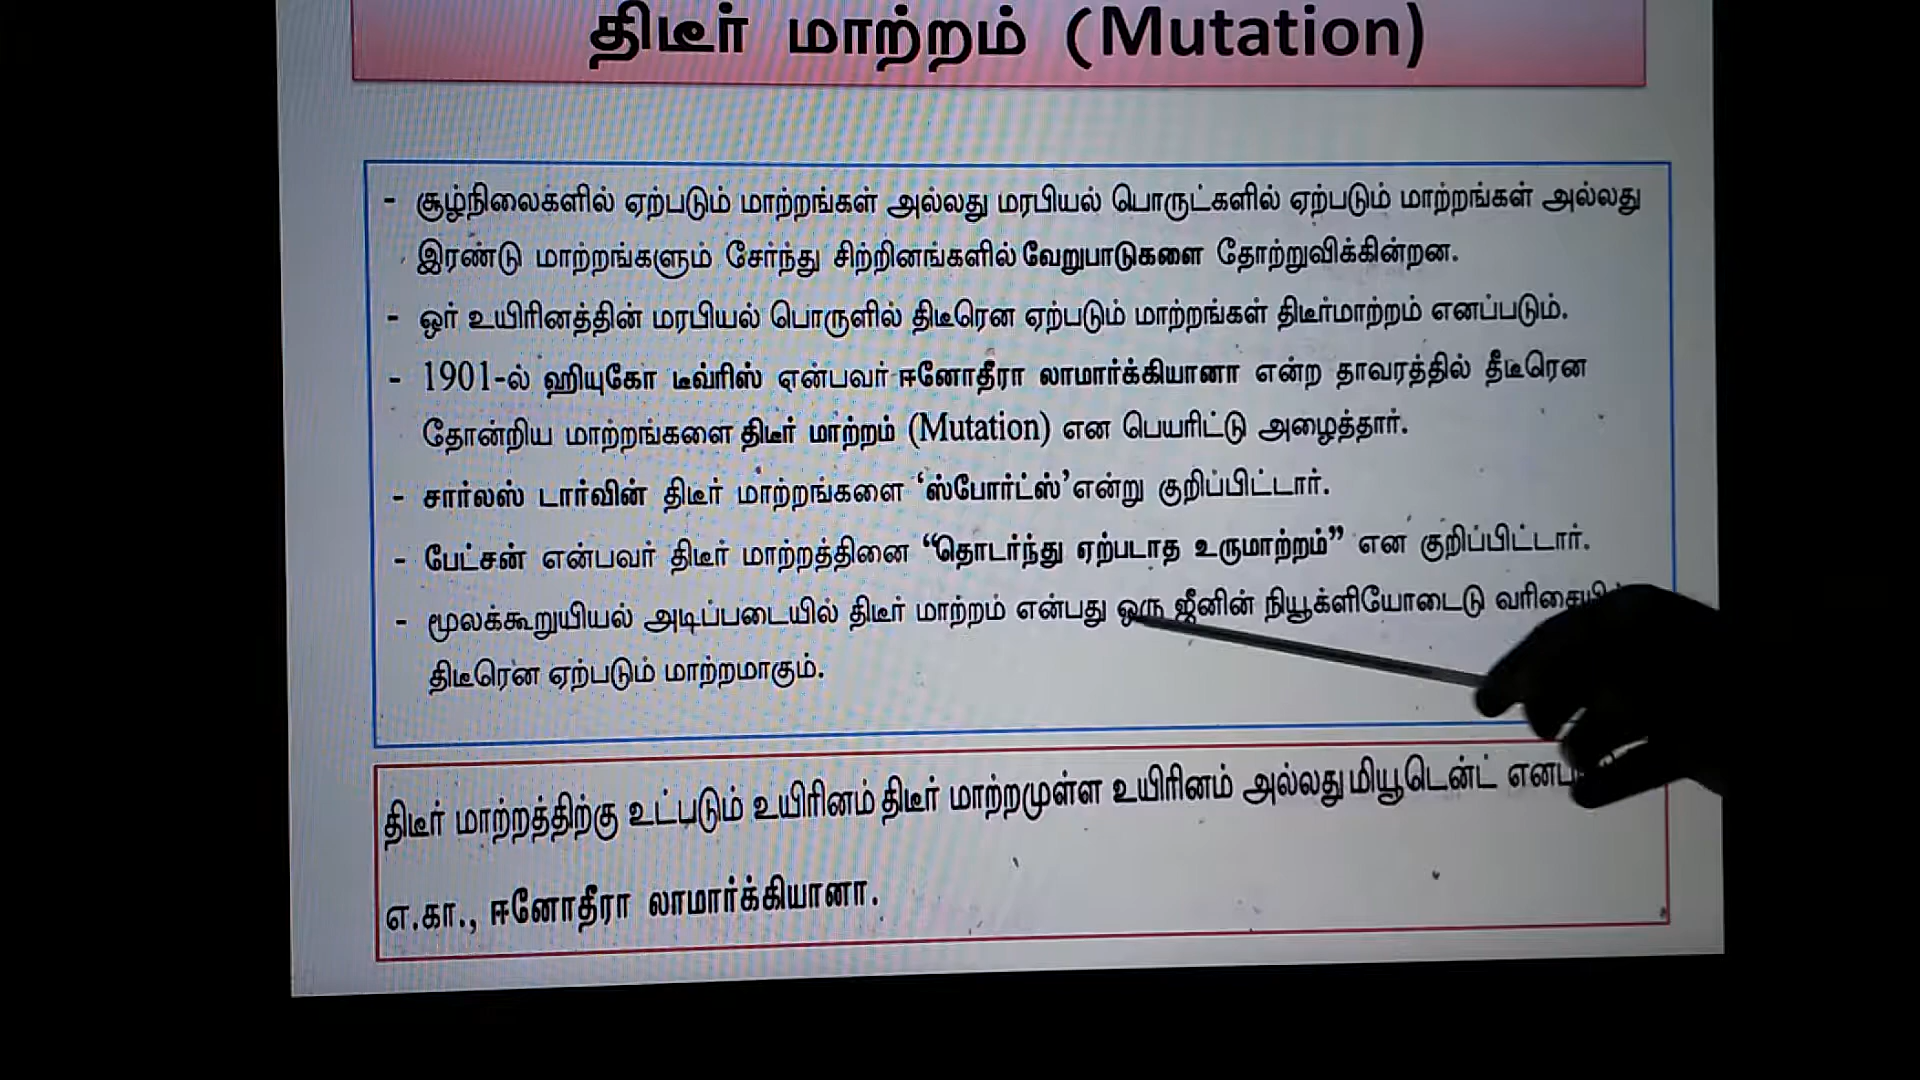 திடீர் மாற்றம் (Mutation)
- சூழ்நிலைகளில் ஏற்படும் மாற்றங்கள் அல்லது மரபியல் பொருட்களில் ஏற்படும் மாற்றங்கள் அல்லது
இரண்டு மாற்றங்களும் சேர்ந்து சிற்றினங்களில் வேறுபாடுகளை தோற்றுவிக்கின்றன.
- ஓர் உயிரினத்தின் மரபியல் பொருளில் திடீரென ஏற்படும் மாற்றங்கள் திடீர்மாற்றம் எனப்படும்.
- 1901-ல் ஹியுகோ டீவ்ரிஸ் என்பவர் ஈனோதீரா லாமார்க்கியானா என்ற தாவரத்தில் தீடீரென
தோன்றிய மாற்றங்களை திடீர் மாற்றம் (Mutation) என பெயரிட்டு அழைத்தார்.
- சார்லஸ் டார்வின் திடீர் மாற்றங்களை ‘ஸ்போர்ட்ஸ்’ என்று குறிப்பிட்டார்.
- பேட்சன் என்பவர் திடீர் மாற்றத்தினை “தொடர்ந்து ஏற்படாத உருமாற்றம்” என குறிப்பிட்டார்.
- மூலக்கூறுயியல் அடிப்படையில் திடீர் மாற்றம் என்பது ஒரு ஜீனின் நியூக்ளியோடைடு
திடீரென ஏற்படும் மாற்றமாகும்.
திடீர் மாற்றத்திற்கு உட்படும் உயிரினம் திடீர் மாற்றமுள்ள உயிரினம் அல்லது மியூடென்ட்
எ.கா., ஈனோதீரா லாமார்க்கியானா.